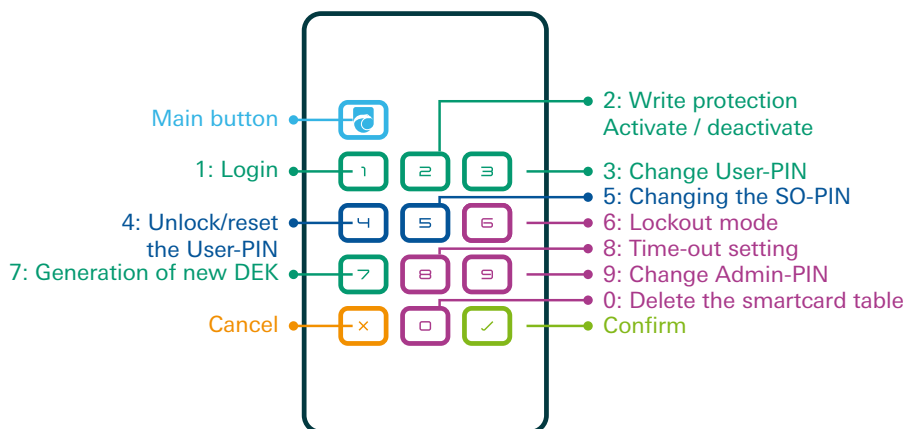 2: Write protection
Activate / deactivate
Main button
1: Login
1 2 3
3: Change User-PIN
5: Changing the SO-PIN
4: Unlock/reset
the User-PIN
4 5 6
6: Lockout mode
8: Time-out setting
7: Generation of new DEK
7 8 9
9: Change Admin-PIN
0: Delete the smartcard table
Cancel
× 0 ✓
Confirm